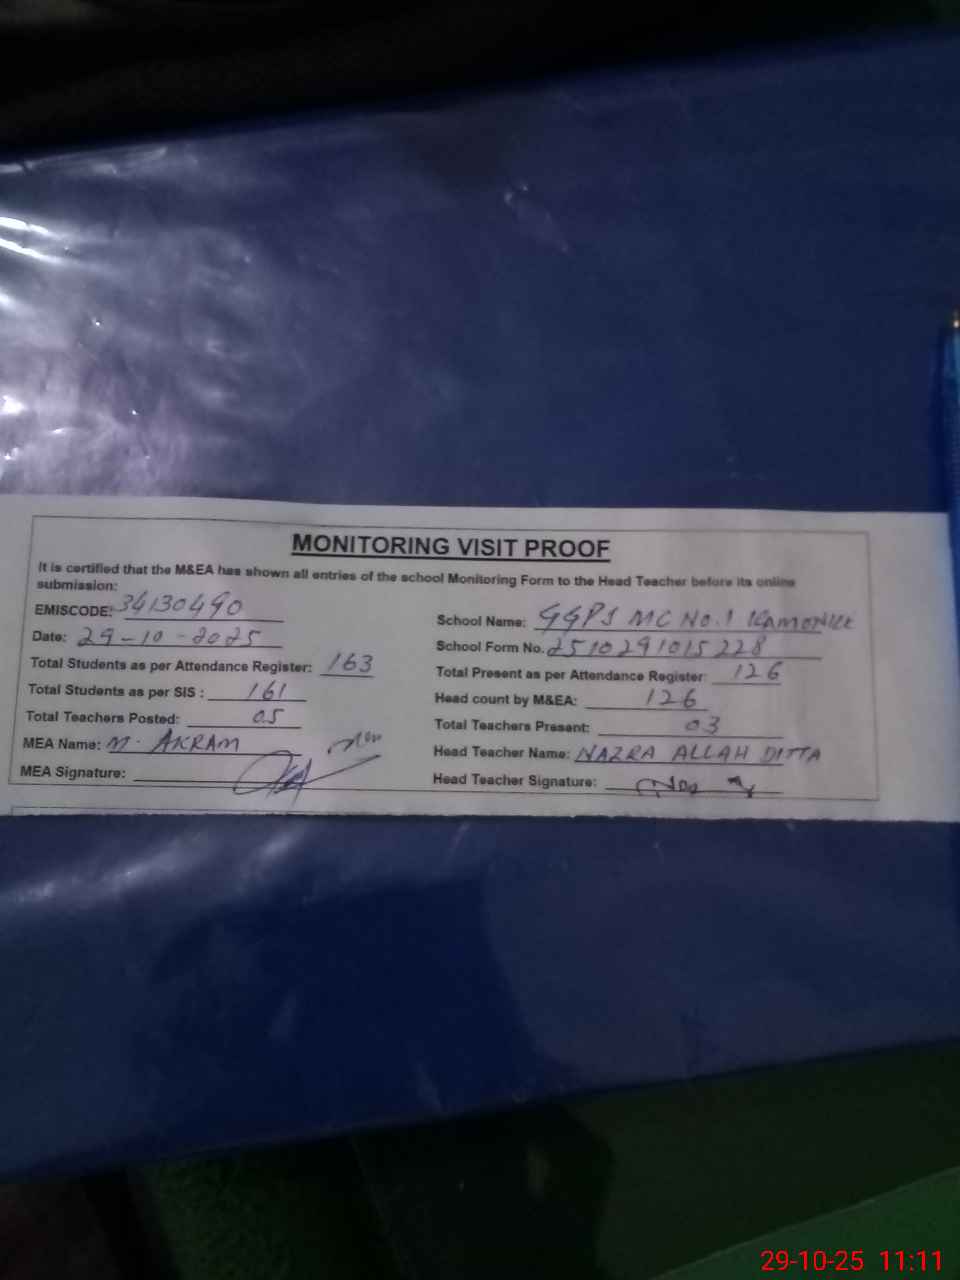 MONITORING VISIT PROOF
It is certified that the M&EA has shown all entries of the school Monitoring Form to the Head Teacher before its online
submission:
EMISCODE: 34130490
School Name: GGPS MC No.1 Kamonke
Date: 29-10-2025
School Form No. 2510291015228
Total Students as per Attendance Register: 163
Total Present as per Attendance Register: 126
Total Students as per SIS : 161
Head count by M&EA: 126
Total Teachers Posted: 05
Total Teachers Present: 03
MEA Name: M. AKRAM
Head Teacher Name: NAZRA ALLAH DITTA
MEA Signature:
Head Teacher Signature:
29-10-25 11:11